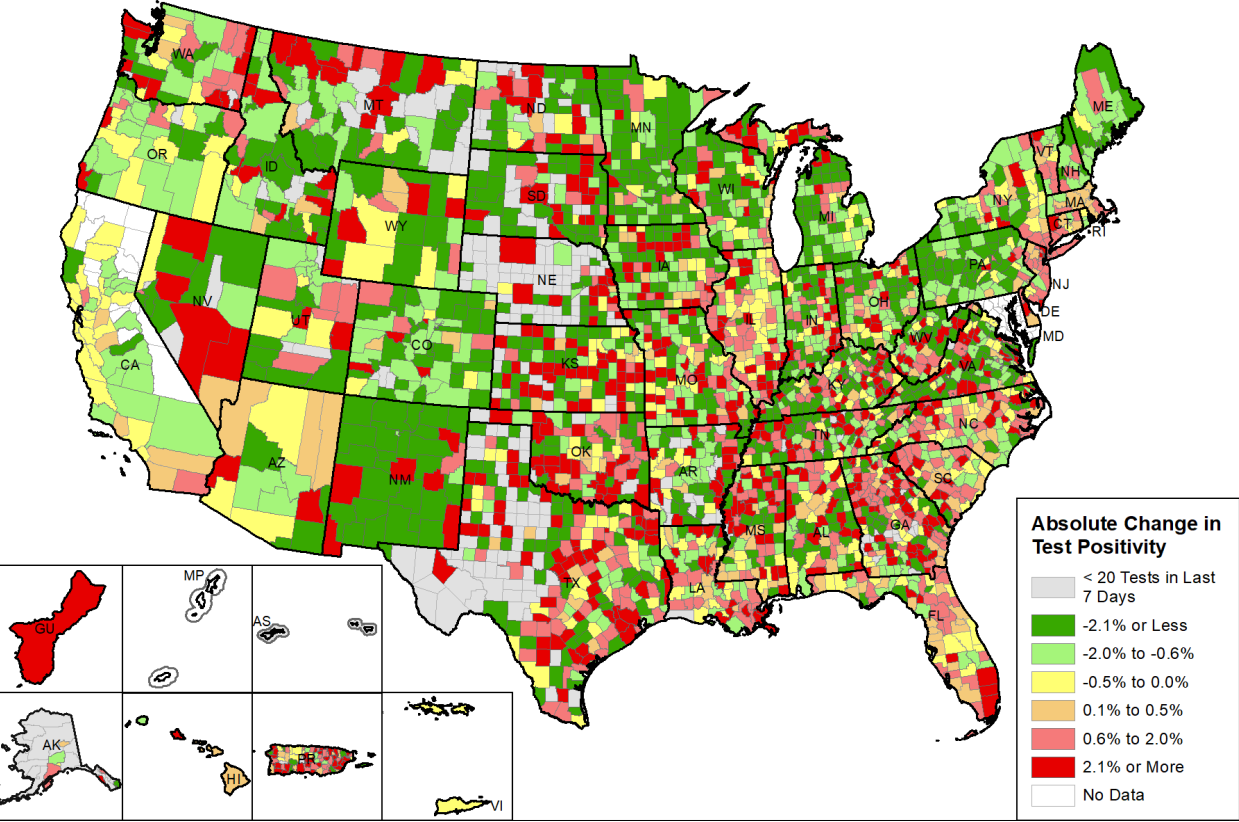 WA
MT
ND
MN
ME
OR
ID
SD
WI
VT
NH
WY
MI
NY
MA
CT
RI
IA
NE
PA
NV
UT
CO
IL
IN
OH
NJ
DE
MD
CA
KS
MO
WV
VA
KY
NC
TN
AZ
NM
OK
AR
SC
MS
AL
GA
TX
LA
FL
GU
MP
AS
AK
HI
PR
VI
Absolute Change in
Test Positivity
< 20 Tests in Last
7 Days
-2.1% or Less
-2.0% to -0.6%
-0.5% to 0.0%
0.1% to 0.5%
0.6% to 2.0%
2.1% or More
No Data